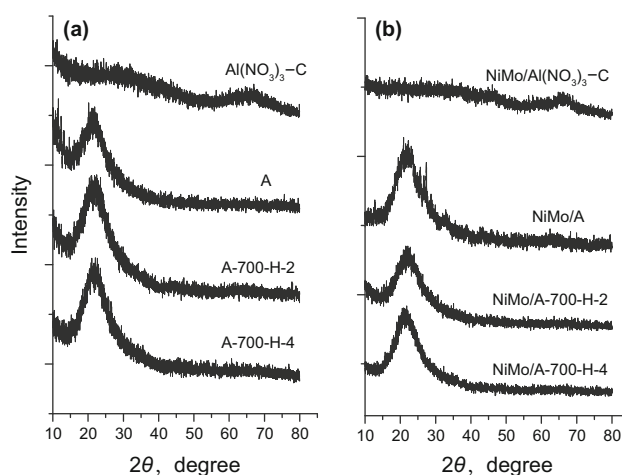 (a)
Al(NO₃)₃−C
A
A-700-H-2
A-700-H-4
Intensity
10 20 30 40 50 60 70 80
2θ, degree
(b)
NiMo/Al(NO₃)₃−C
NiMo/A
NiMo/A-700-H-2
NiMo/A-700-H-4
10 20 30 40 50 60 70 80
2θ, degree